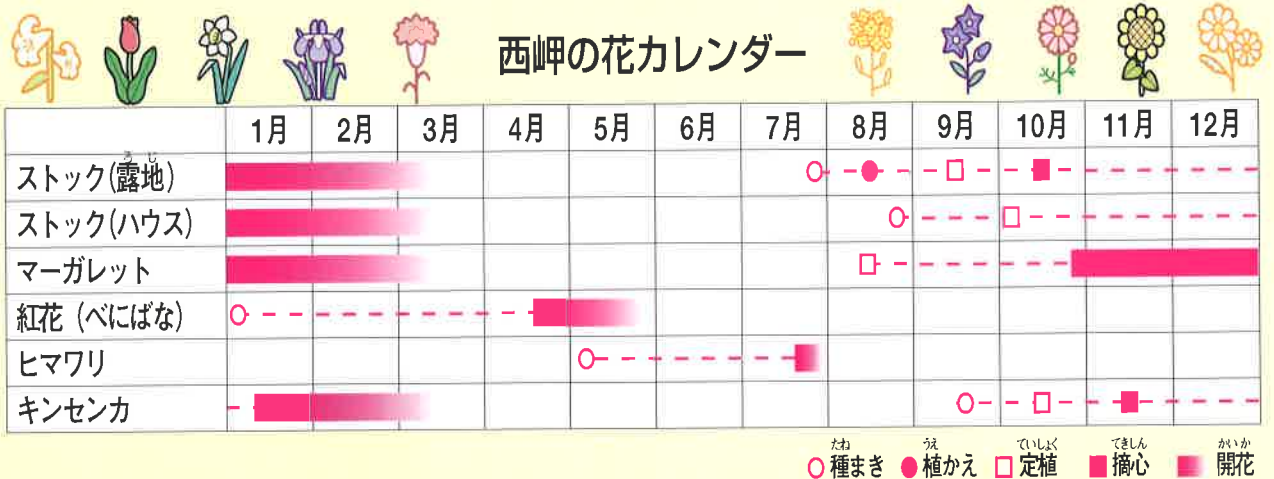 西岬の花カレンダー
1月 2月 3月 4月 5月 6月 7月 8月 9月 10月 11月 12月
ろじ
ストック(露地)
ストック(ハウス)
マーガレット
紅花(べにばな)
ヒマワリ
キンセンカ
たね うえ ていしょく てきしん かいか
種まき 植かえ 定植 摘心 開花